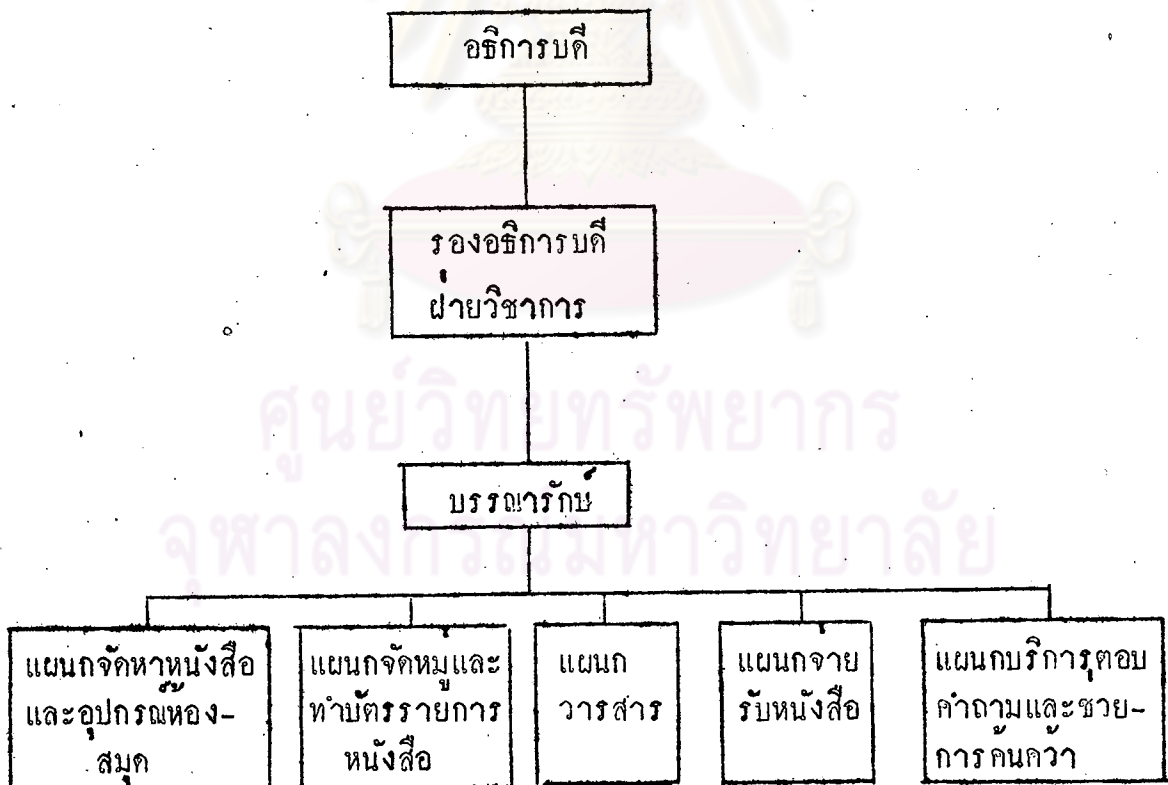 อธิการบดี
รองอธิการบดี
ฝ่ายวิชาการ
ศูนย์วิทยทรัพยากร
บรรณารักษ์
จุฬาลงกรณ์มหาวิทยาลัย
แผนกจัดหาหนังสือ
และอุปกรณ์ห้อง-
สมุด
แผนกจัดหมู่และ
ทำบัตรรายการ
หนังสือ
แผนก
วารสาร
แผนกจ่าย
รับหนังสือ
แผนกบริการตอบ
คำถามและช่วย-
การค้นคว้า